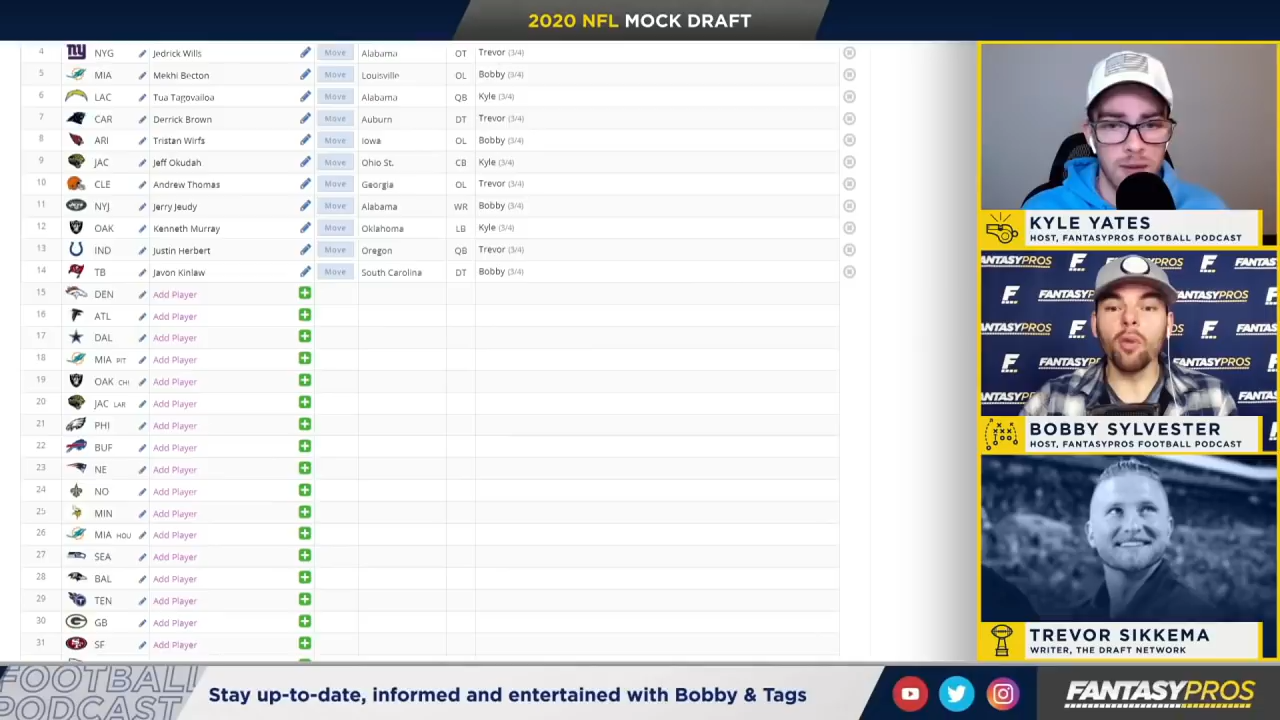 2020 NFL MOCK DRAFT
4 NYG Jedrick Wills Move Alabama OT Trevor (3/4)
5 MIA Mekhi Becton Move Louisville OL Bobby (3/4)
6 LAC Tua Tagovailoa Move Alabama QB Kyle (3/4)
7 CAR Derrick Brown Move Auburn DT Trevor (3/4)
8 ARI Tristan Wirfs Move Iowa OL Bobby (3/4)
9 JAC Jeff Okudah Move Ohio St. CB Kyle (3/4)
10 CLE Andrew Thomas Move Georgia OL Trevor (3/4)
11 NYJ Jerry Jeudy Move Alabama WR Bobby (3/4)
12 OAK Kenneth Murray Move Oklahoma LB Kyle (3/4)
13 IND Justin Herbert Move Oregon QB Trevor (3/4)
14 TB Javon Kinlaw Move South Carolina DT Bobby (3/4)
15 DEN Add Player
16 ATL Add Player
17 DAL Add Player
18 MIA PIT Add Player
19 OAK CHI Add Player
20 JAC LAR Add Player
21 PHI Add Player
22 BUF Add Player
23 NE Add Player
24 NO Add Player
25 MIN Add Player
26 MIA HOU Add Player
27 SEA Add Player
28 BAL Add Player
29 TEN Add Player
30 GB Add Player
31 SF Add Player
KYLE YATES
HOST, FANTASYPROS FOOTBALL PODCAST
BOBBY SYLVESTER
HOST, FANTASYPROS FOOTBALL PODCAST
TREVOR SIKKEMA
WRITER, THE DRAFT NETWORK
FOOTBALL
PODCAST
Stay up-to-date, informed and entertained with Bobby & Tags
FANTASYPROS